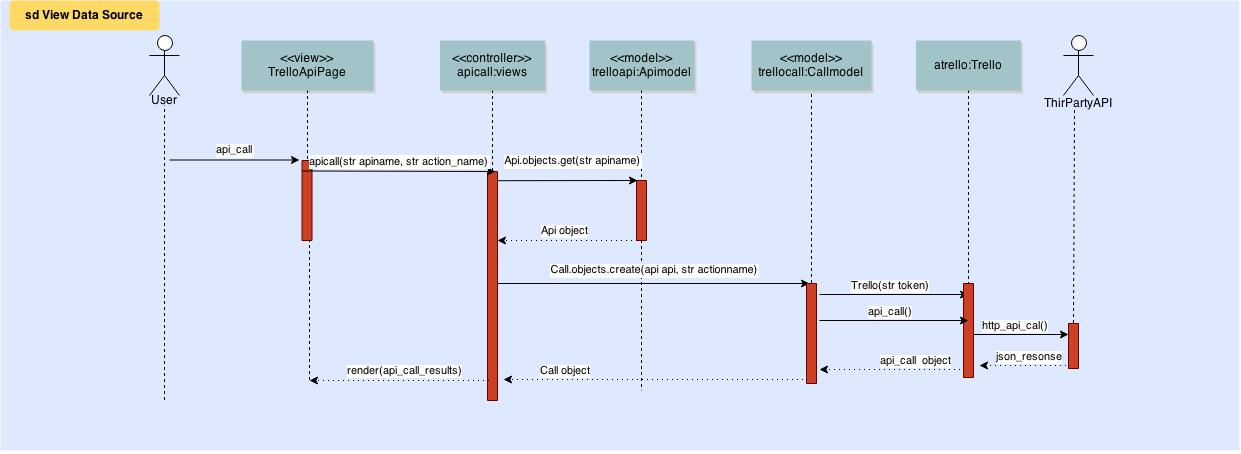 sd View Data Source
User
<<view>>
TrelloApiPage
<<controller>>
apicall:views
<<model>>
trelloapi:Apimodel
<<model>>
trellocall:Callmodel
atrello:Trello
ThirPartyAPI
api_call
apicall(str apiname, str action_name)
Api.objects.get(str apiname)
Api object
Call.objects.create(api api, str actionname)
Trello(str token)
api_call()
http_api_cal()
json_resonse
api_call object
Call object
render(api_call_results)